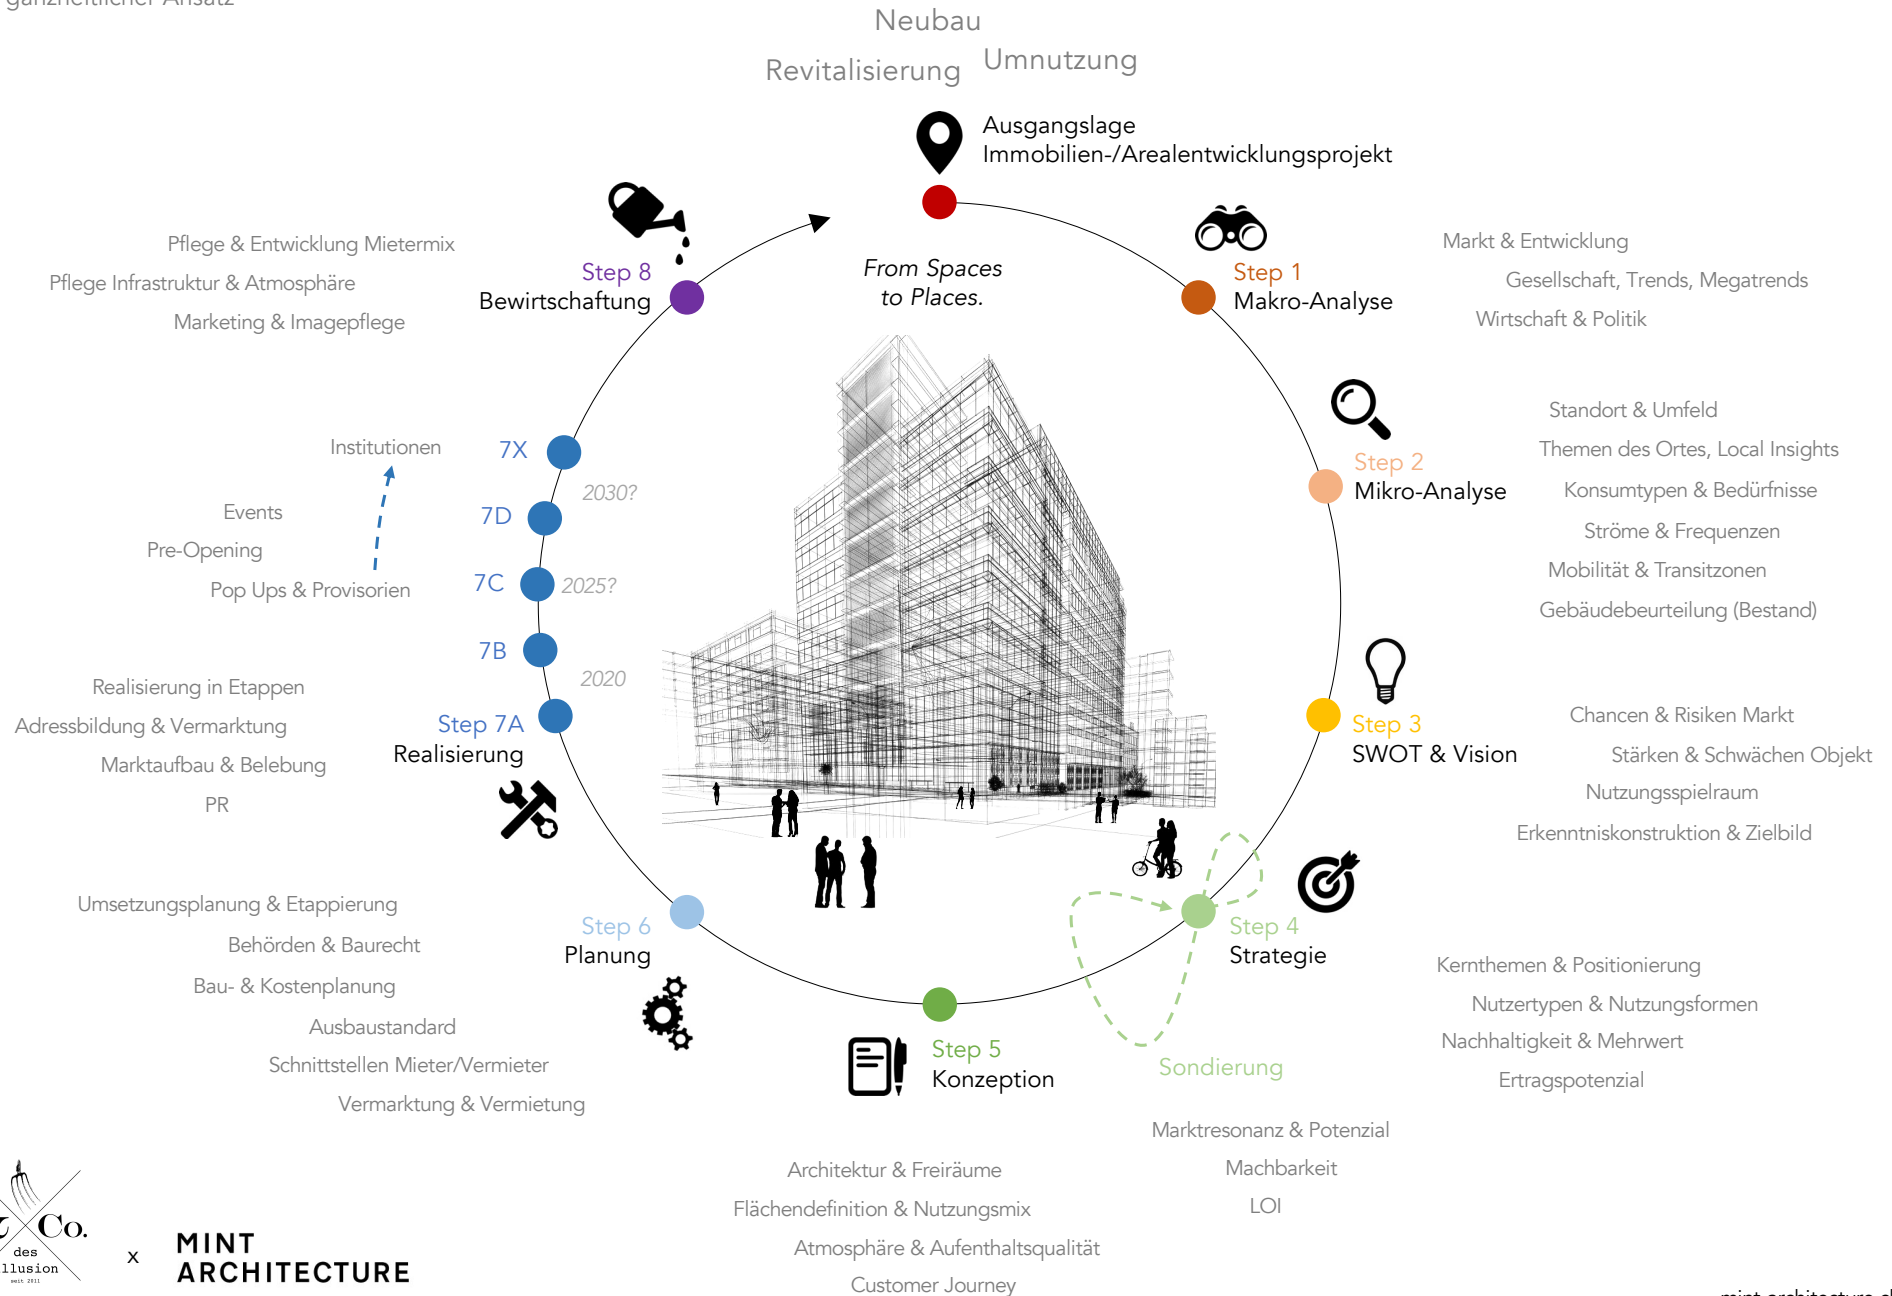 ganzheitlicher Ansatz
Neubau
Revitalisierung
Umnutzung
Ausgangslage
Immobilien-/Arealentwicklungsprojekt
From Spaces
to Places.
Step 1
Makro-Analyse
Markt & Entwicklung
Gesellschaft, Trends, Megatrends
Wirtschaft & Politik
Step 2
Mikro-Analyse
Standort & Umfeld
Themen des Ortes, Local Insights
Konsumtypen & Bedürfnisse
Ströme & Frequenzen
Mobilität & Transitzonen
Gebäudebeurteilung (Bestand)
Step 3
SWOT & Vision
Chancen & Risiken Markt
Stärken & Schwächen Objekt
Nutzungsspielraum
Erkenntniskonstruktion & Zielbild
Step 4
Strategie
Kernthemen & Positionierung
Nutzertypen & Nutzungsformen
Nachhaltigkeit & Mehrwert
Ertragspotenzial
Sondierung
Marktresonanz & Potenzial
Machbarkeit
LOI
Step 5
Konzeption
Architektur & Freiräume
Flächendefinition & Nutzungsmix
Atmosphäre & Aufenthaltsqualität
Customer Journey
Step 6
Planung
Umsetzungsplanung & Etappierung
Behörden & Baurecht
Bau- & Kostenplanung
Ausbaustandard
Schnittstellen Mieter/Vermieter
Vermarktung & Vermietung
Step 7A
Realisierung
Realisierung in Etappen
Adressbildung & Vermarktung
Marktaufbau & Belebung
PR
2020
7B
7C
2025?
7D
2030?
7X
Institutionen
Events
Pre-Opening
Pop Ups & Provisorien
Step 8
Bewirtschaftung
Pflege & Entwicklung Mietermix
Pflege Infrastruktur & Atmosphäre
Marketing & Imagepflege
Co.
des
seit 2011
x
MINT
ARCHITECTURE